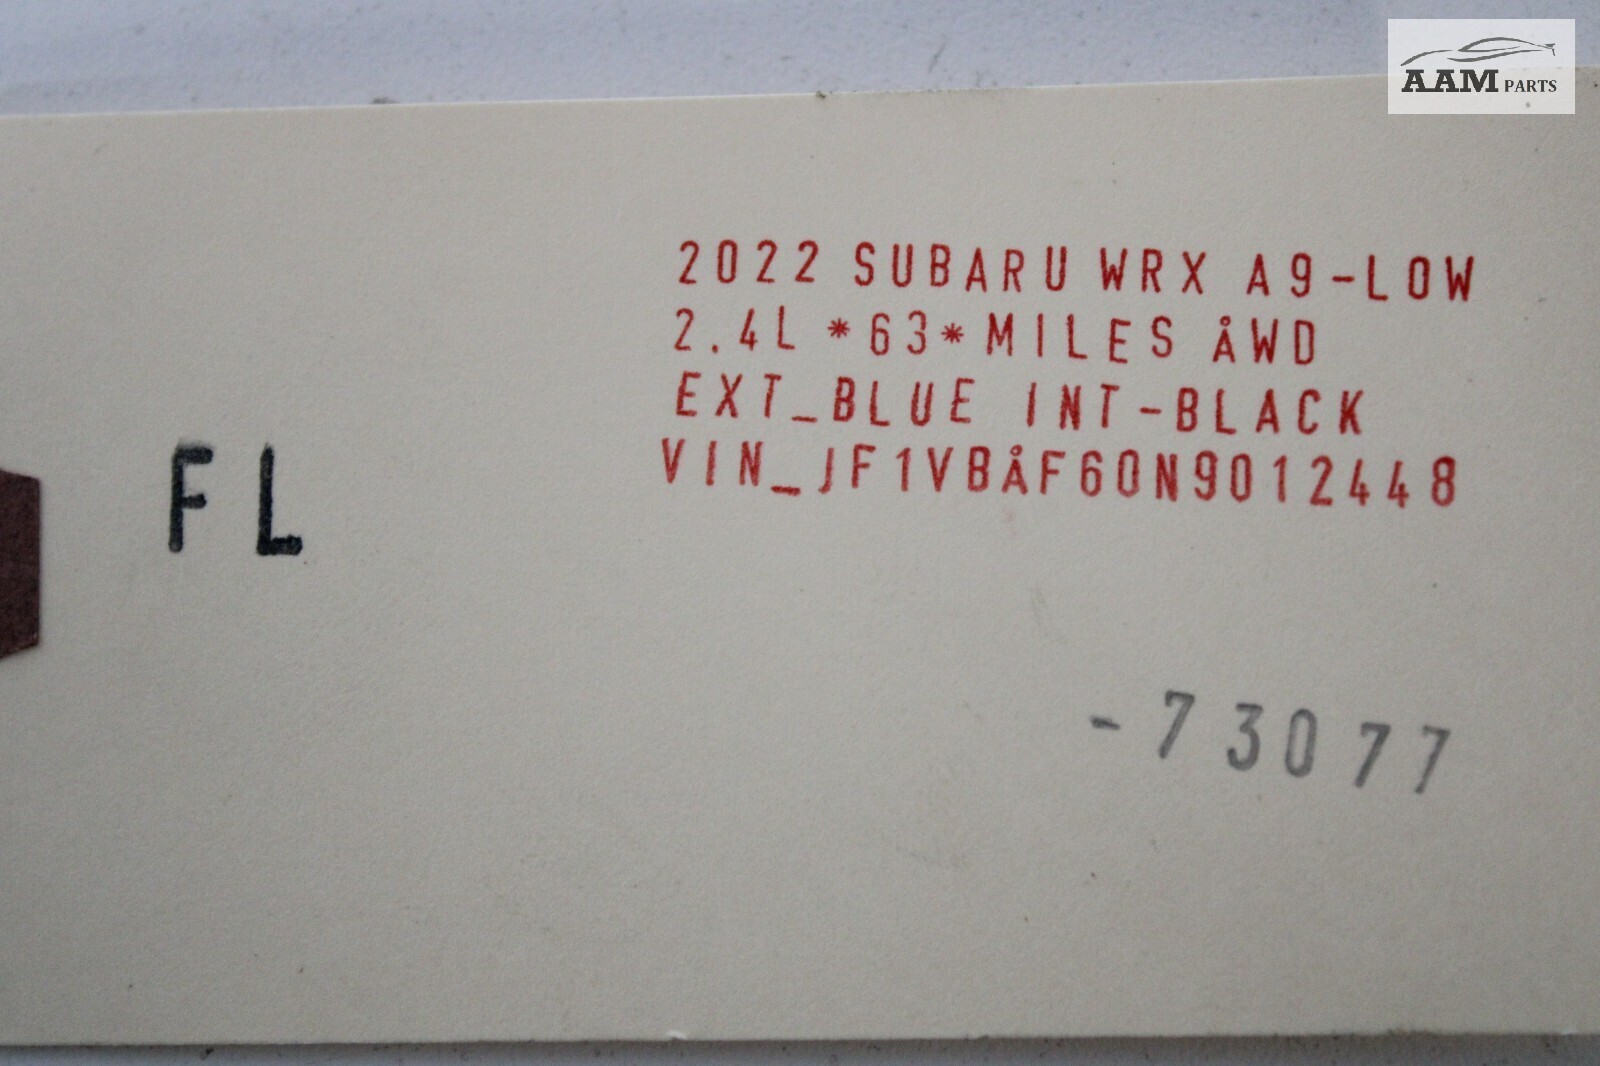 AAM PARTS
2022 SUBARU WRX A9-LOW
2.4L *63*MILES ÅWD
EXT_BLUE INT-BLACK
VIN_JF1VBÅF60N9012448
FL
-73077